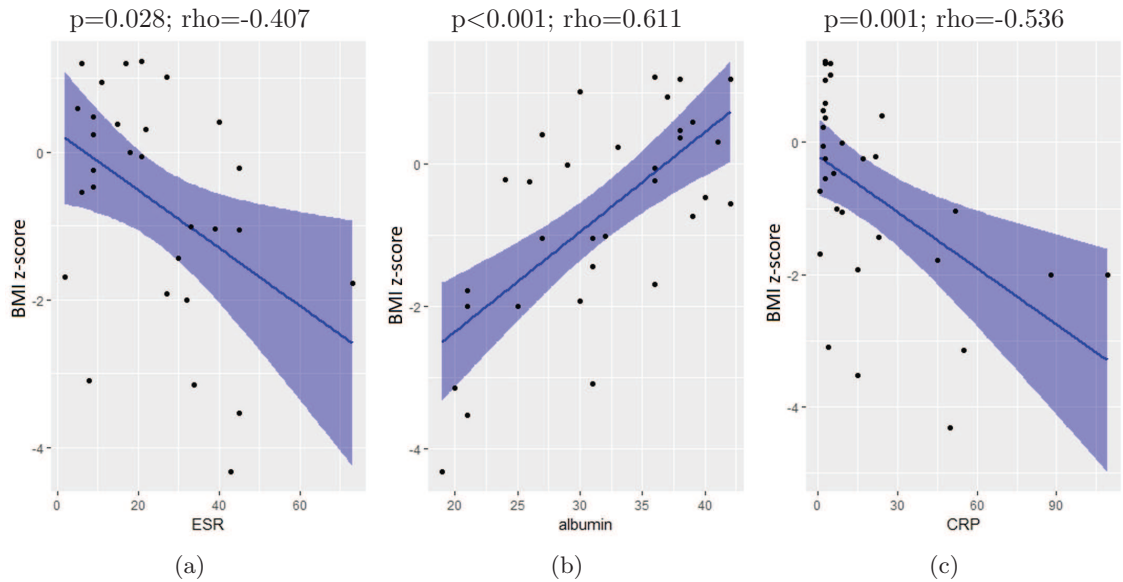 p=0.028; rho=-0.407
0
-2
-4
BMI z-score
0
20
40
60
ESR
(a)
p<0.001; rho=0.611
0
-2
-4
BMI z-score
20
25
30
35
40
albumin
(b)
p=0.001; rho=-0.536
0
-2
-4
BMI z-score
0
30
60
90
CRP
(c)